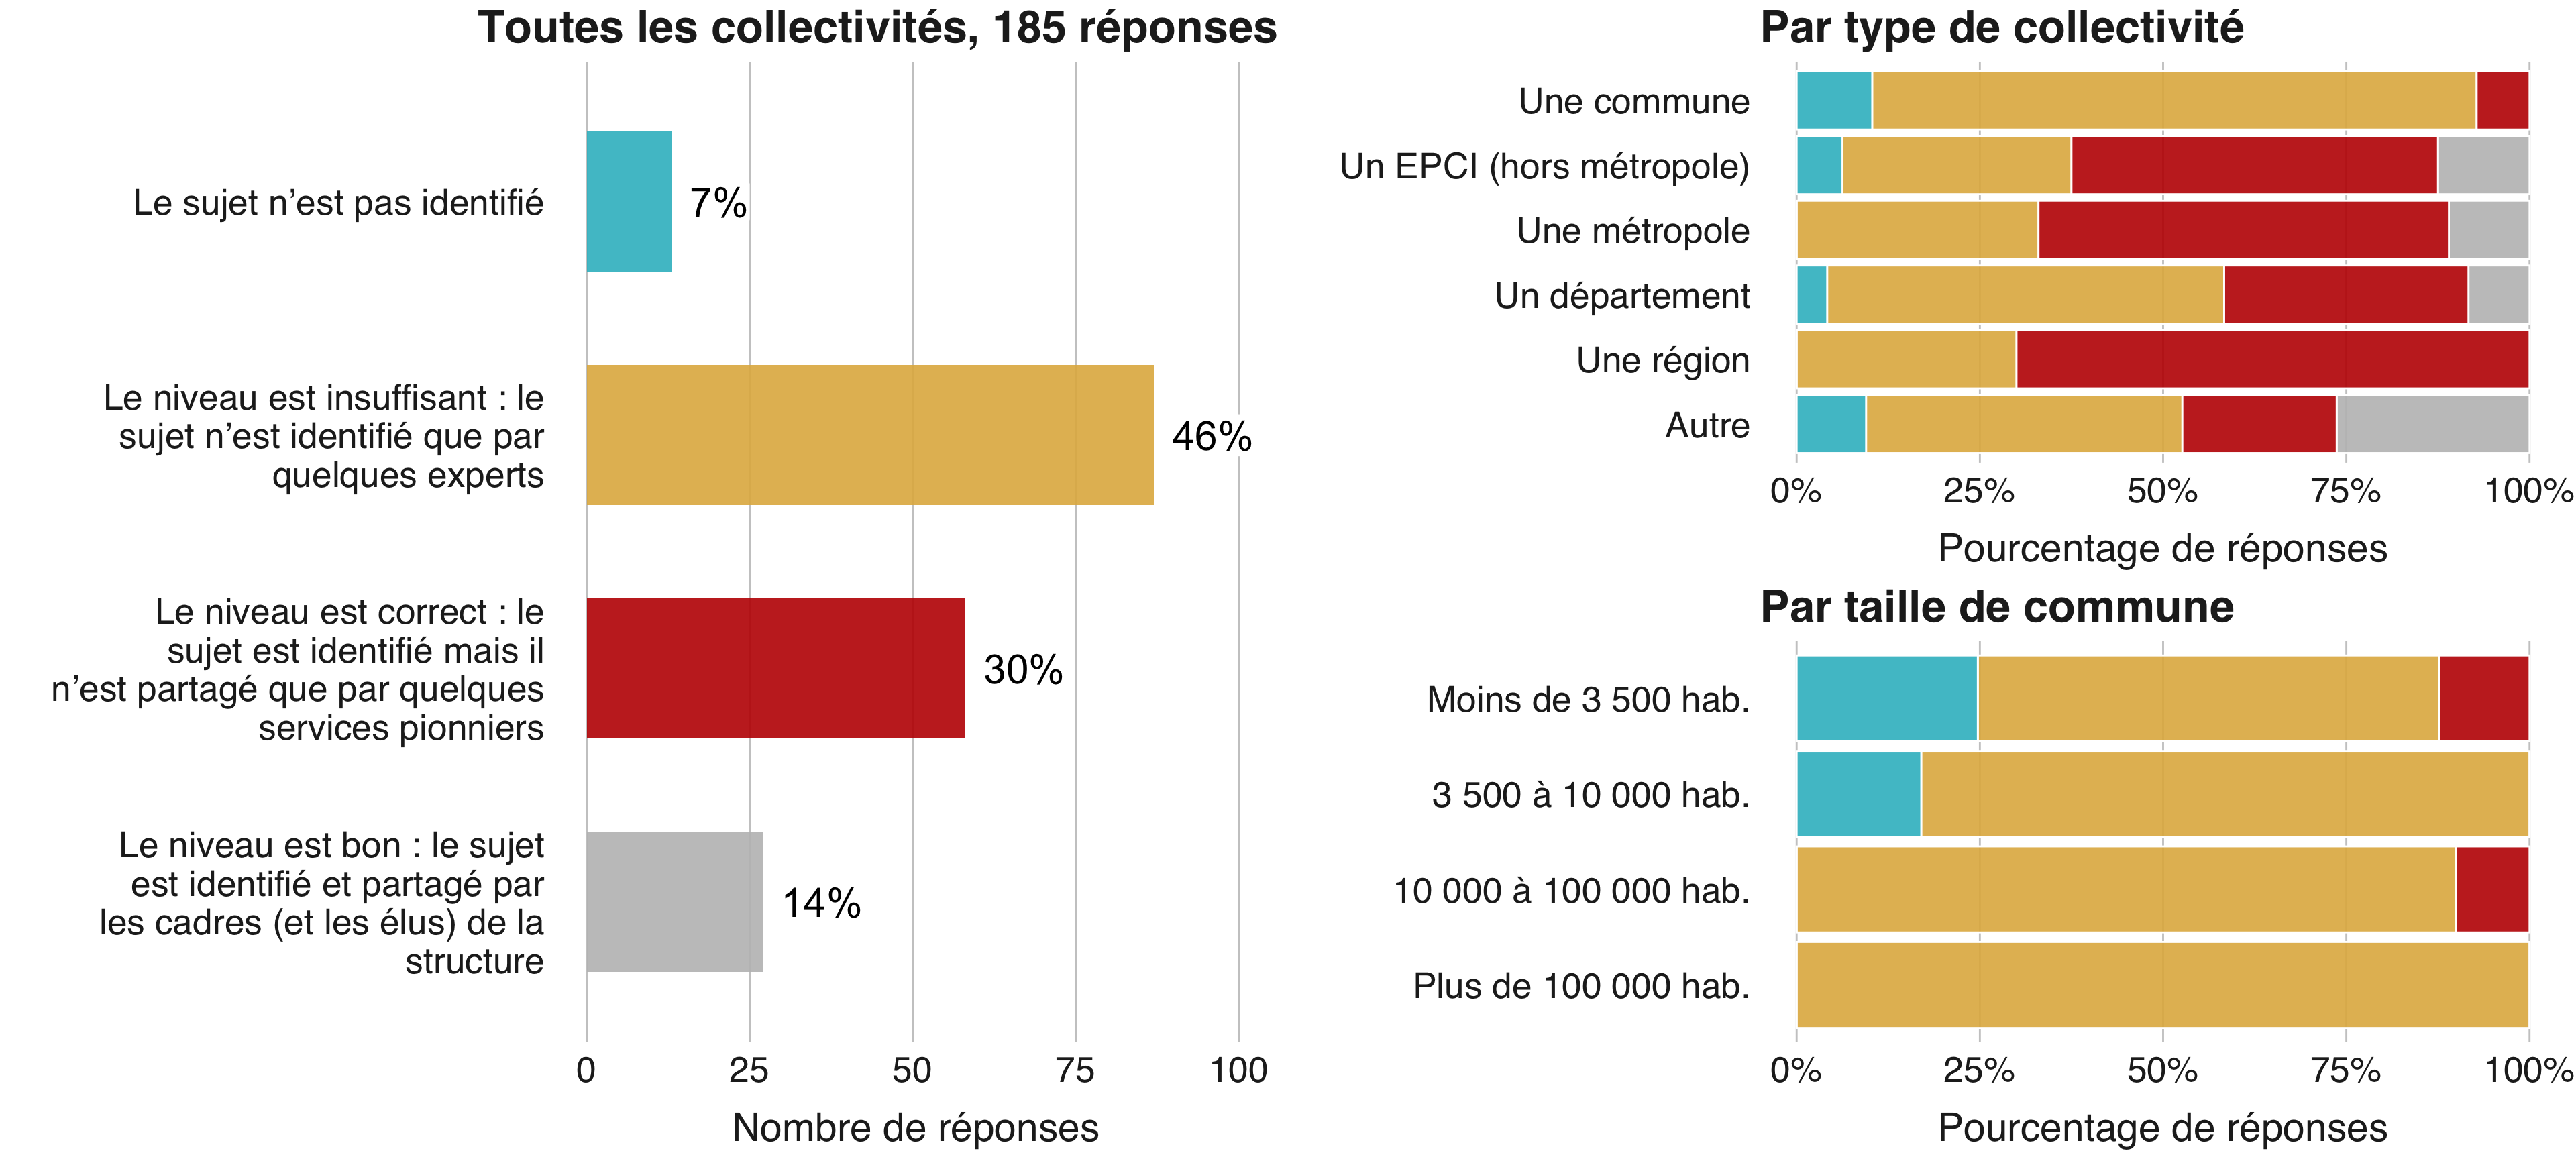 Toutes les collectivités, 185 réponses
Le sujet n’est pas identifié
7%
Le niveau est insuffisant : le
sujet n’est identifié que par
quelques experts
46%
Le niveau est correct : le
sujet est identifié mais il
n’est partagé que par quelques
services pionniers
30%
Le niveau est bon : le sujet
est identifié et partagé par
les cadres (et les élus) de la
structure
14%
0 25 50 75 100
Nombre de réponses
Par type de collectivité
Une commune
Un EPCI (hors métropole)
Une métropole
Un département
Une région
Autre
0% 25% 50% 75% 100%
Pourcentage de réponses
Par taille de commune
Moins de 3 500 hab.
3 500 à 10 000 hab.
10 000 à 100 000 hab.
Plus de 100 000 hab.
0% 25% 50% 75% 100%
Pourcentage de réponses